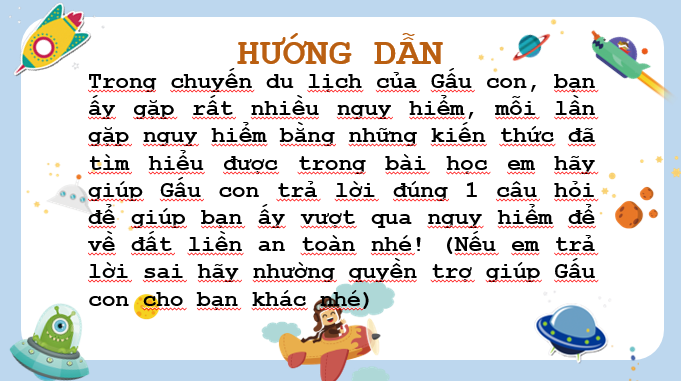 HƯỚNG DẪN
Trong chuyến du lịch của Gấu con, bạn
ấy gặp rất nhiều nguy hiểm, mỗi lần
gặp nguy hiểm bằng những kiến thức đã
tìm hiểu được trong bài học em hãy
giúp Gấu con trả lời đúng 1 câu hỏi
để giúp bạn ấy vượt qua nguy hiểm để
về đất liền an toàn nhé! (Nếu em trả
lời sai hãy nhường quyền trợ giúp Gấu
con cho bạn khác nhé)